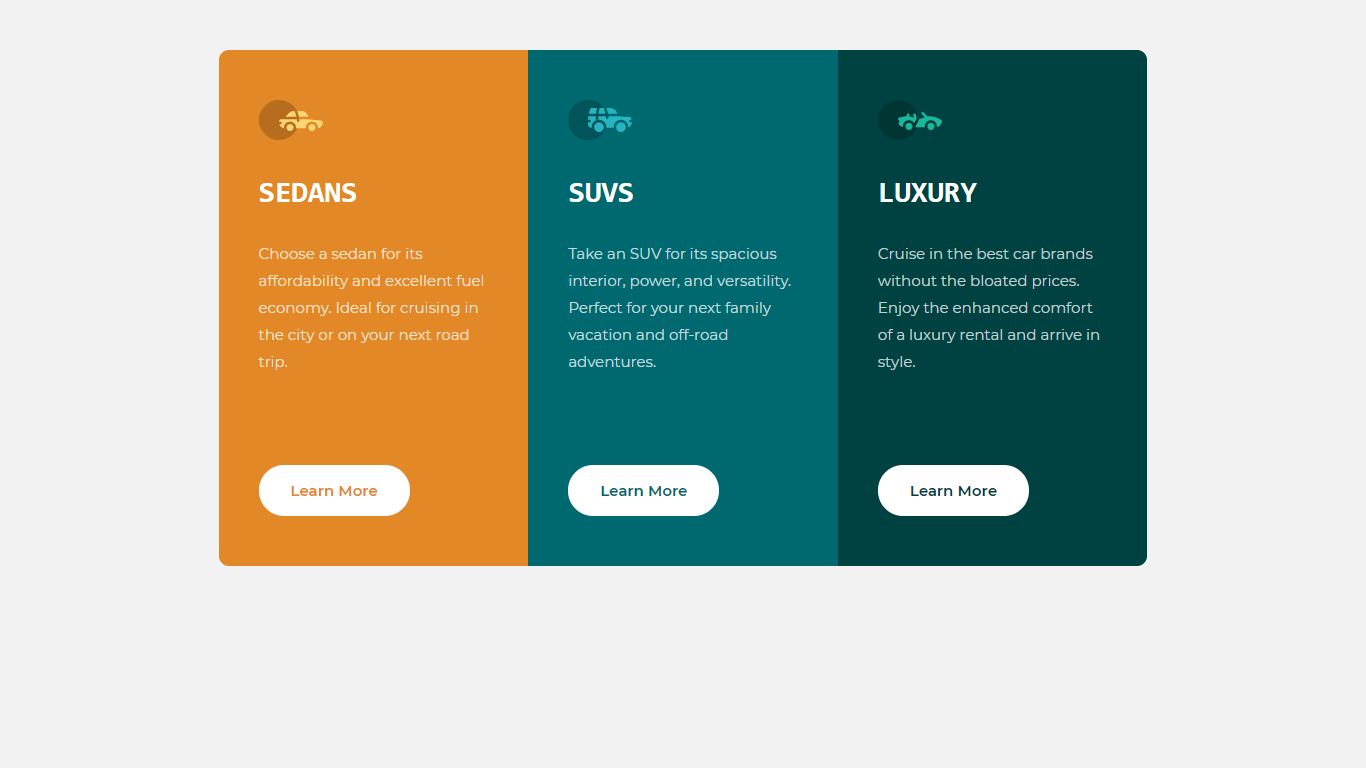 SEDANS
Choose a sedan for its
affordability and excellent fuel
economy. Ideal for cruising in
the city or on your next road
trip.
Learn More
SUVS
Take an SUV for its spacious
interior, power, and versatility.
Perfect for your next family
vacation and off-road
adventures.
Learn More
LUXURY
Cruise in the best car brands
without the bloated prices.
Enjoy the enhanced comfort
of a luxury rental and arrive in
style.
Learn More